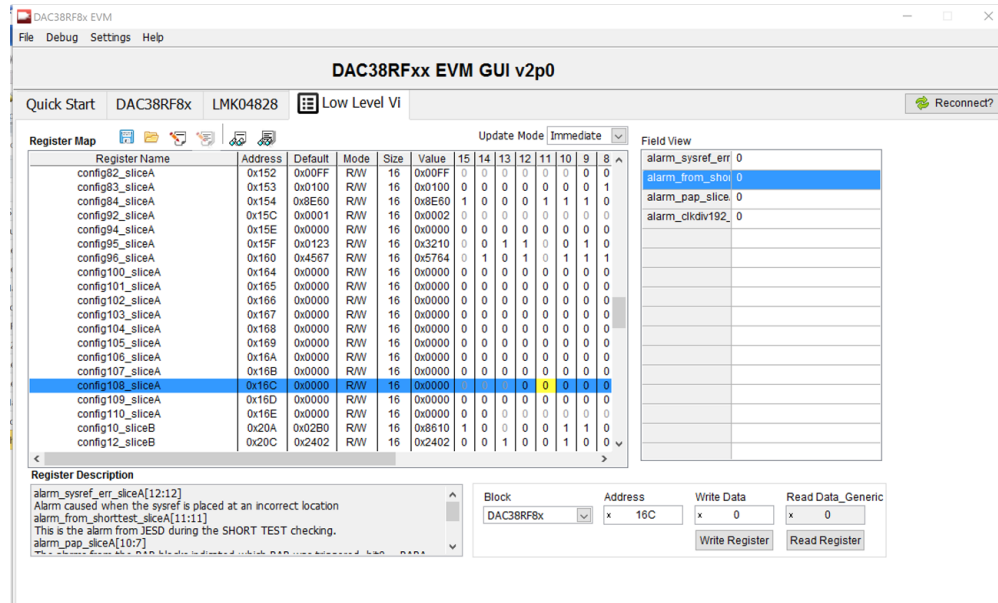 DAC38RF8x EVM
File Debug Settings Help
DAC38RFxx EVM GUI v2p0
Quick Start DAC38RF8x LMK04828 Low Level Vi Reconnect?
Register Map Update Mode Immediate Field View
Register Name Address Default Mode Size Value 15 14 13 12 11 10 9 8
config82_sliceA 0x152 0x00FF R/W 16 0x00FF 0 0 0 0 0 0 0 0
config83_sliceA 0x153 0x0100 R/W 16 0x0100 0 0 0 0 0 0 0 1
config84_sliceA 0x154 0x8E60 R/W 16 0x8E60 1 0 0 0 1 1 1 0
config92_sliceA 0x15C 0x0001 R/W 16 0x0002 0 0 0 0 0 0 0 0
config94_sliceA 0x15E 0x0000 R/W 16 0x0000 0 0 0 0 0 0 0 0
config95_sliceA 0x15F 0x0123 R/W 16 0x3210 0 0 1 1 0 0 1 0
config96_sliceA 0x160 0x4567 R/W 16 0x5764 0 1 0 1 0 1 1 1
config100_sliceA 0x164 0x0000 R/W 16 0x0000 0 0 0 0 0 0 0 0
config101_sliceA 0x165 0x0000 R/W 16 0x0000 0 0 0 0 0 0 0 0
config102_sliceA 0x166 0x0000 R/W 16 0x0000 0 0 0 0 0 0 0 0
config103_sliceA 0x167 0x0000 R/W 16 0x0000 0 0 0 0 0 0 0 0
config104_sliceA 0x168 0x0000 R/W 16 0x0000 0 0 0 0 0 0 0 0
config105_sliceA 0x169 0x0000 R/W 16 0x0000 0 0 0 0 0 0 0 0
config106_sliceA 0x16A 0x0000 R/W 16 0x0000 0 0 0 0 0 0 0 0
config107_sliceA 0x16B 0x0000 R/W 16 0x0000 0 0 0 0 0 0 0 0
config108_sliceA 0x16C 0x0000 R/W 16 0x0000 0 0 0 0 0 0 0 0
config109_sliceA 0x16D 0x0000 R/W 16 0x0000 0 0 0 0 0 0 0 0
config110_sliceA 0x16E 0x0000 R/W 16 0x0000 0 0 0 0 0 0 0 0
config10_sliceB 0x20A 0x02B0 R/W 16 0x8610 1 0 0 0 0 1 1 0
config12_sliceB 0x20C 0x2402 R/W 16 0x2402 0 0 1 0 0 1 0 0
alarm_sysref_err 0
alarm_from_shor 0
alarm_pap_slice 0
alarm_clkdiv192_ 0
Register Description
alarm_sysref_err_sliceA[12:12]
Alarm caused when the sysref is placed at an incorrect location
alarm_from_shorttest_sliceA[11:11]
This is the alarm from JESD during the SHORT TEST checking.
alarm_pap_sliceA[10:7]
Block Address Write Data Read Data_Generic
DAC38RF8x x 16C x 0 x 0
Write Register Read Register